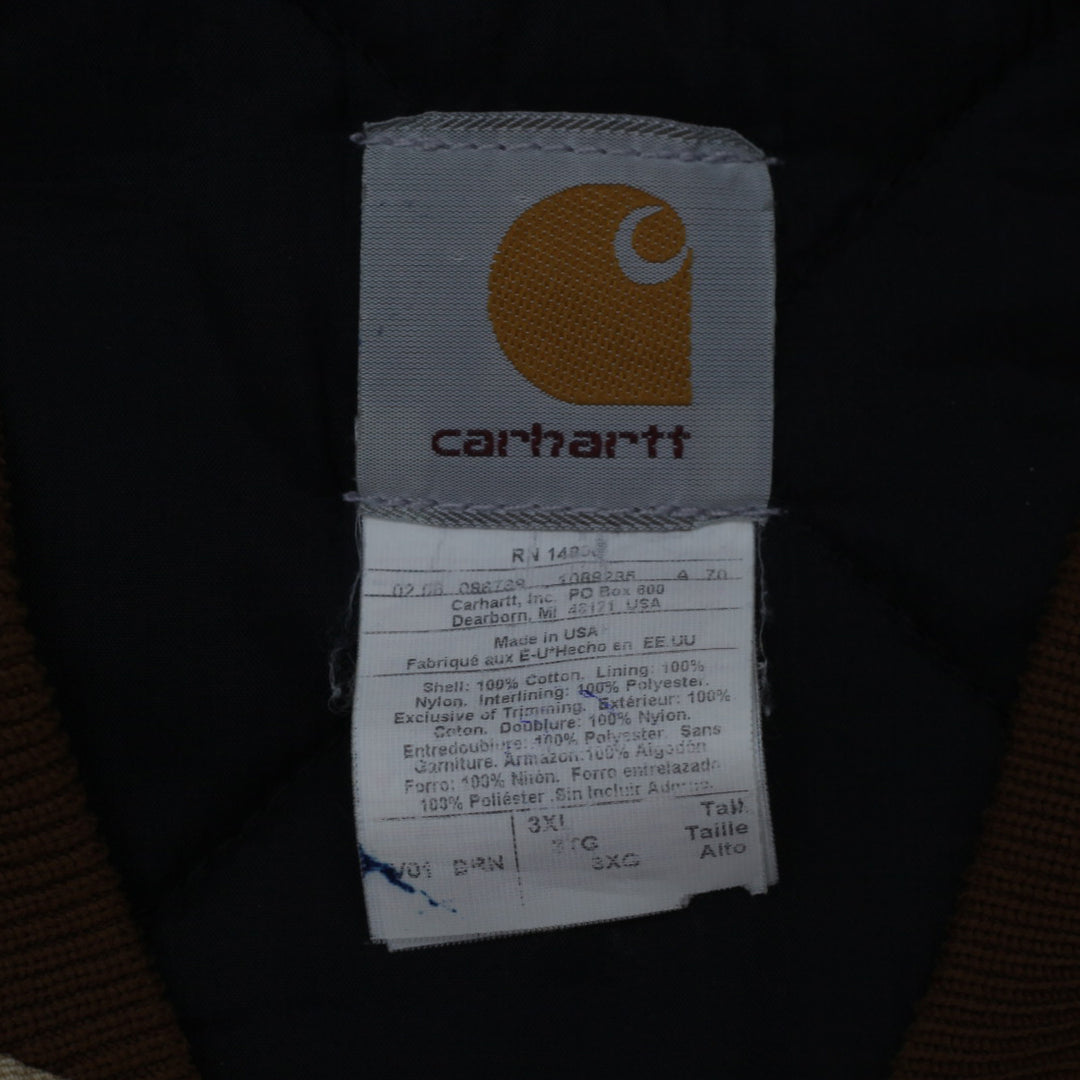 carhartt
RN
Carhartt, Inc. PO Box 600
Dearborn, MI 48121 USA
Made in USA
Fabriqué aux E-U*Hecho en EE.UU
Shell: 100% Cotton. Lining: 100%
Nylon. Interlining: 100% Polyester.
Exclusive of Trimming. Extérieur: 100%
Coton. Doublure: 100% Nylon.
Entredoublure: 100% Polyester. Sans
Garniture. Armazon:100% Algodón
Forro: 100% Nilón. Forro entrelazado
100% Poliéster .Sin Incluir
3XL Tall
Taille
V01 BRN 3XG Alto